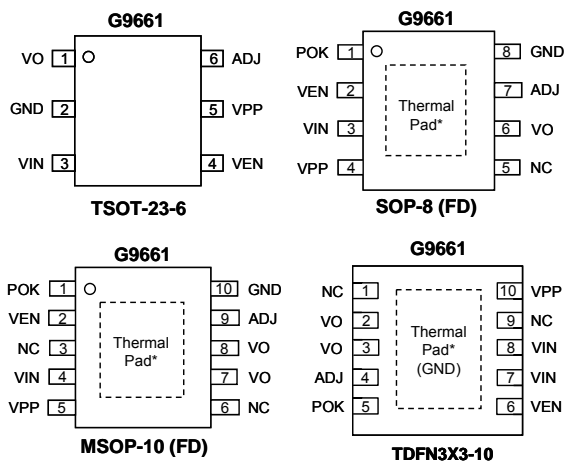 G9661
VO 1 6 ADJ
GND 2 5 VPP
VIN 3 4 VEN
TSOT-23-6
G9661
POK 1 8 GND
VEN 2 7 ADJ
Thermal
Pad*
VIN 3 6 VO
VPP 4 5 NC
SOP-8 (FD)
G9661
POK 1 10 GND
VEN 2 9 ADJ
NC 3 8 VO
Thermal
Pad*
VIN 4 7 VO
VPP 5 6 NC
MSOP-10 (FD)
G9661
NC 1 10 VPP
VO 2 9 NC
VO 3 8 VIN
Thermal
Pad*
(GND)
ADJ 4 7 VIN
POK 5 6 VEN
TDFN3X3-10